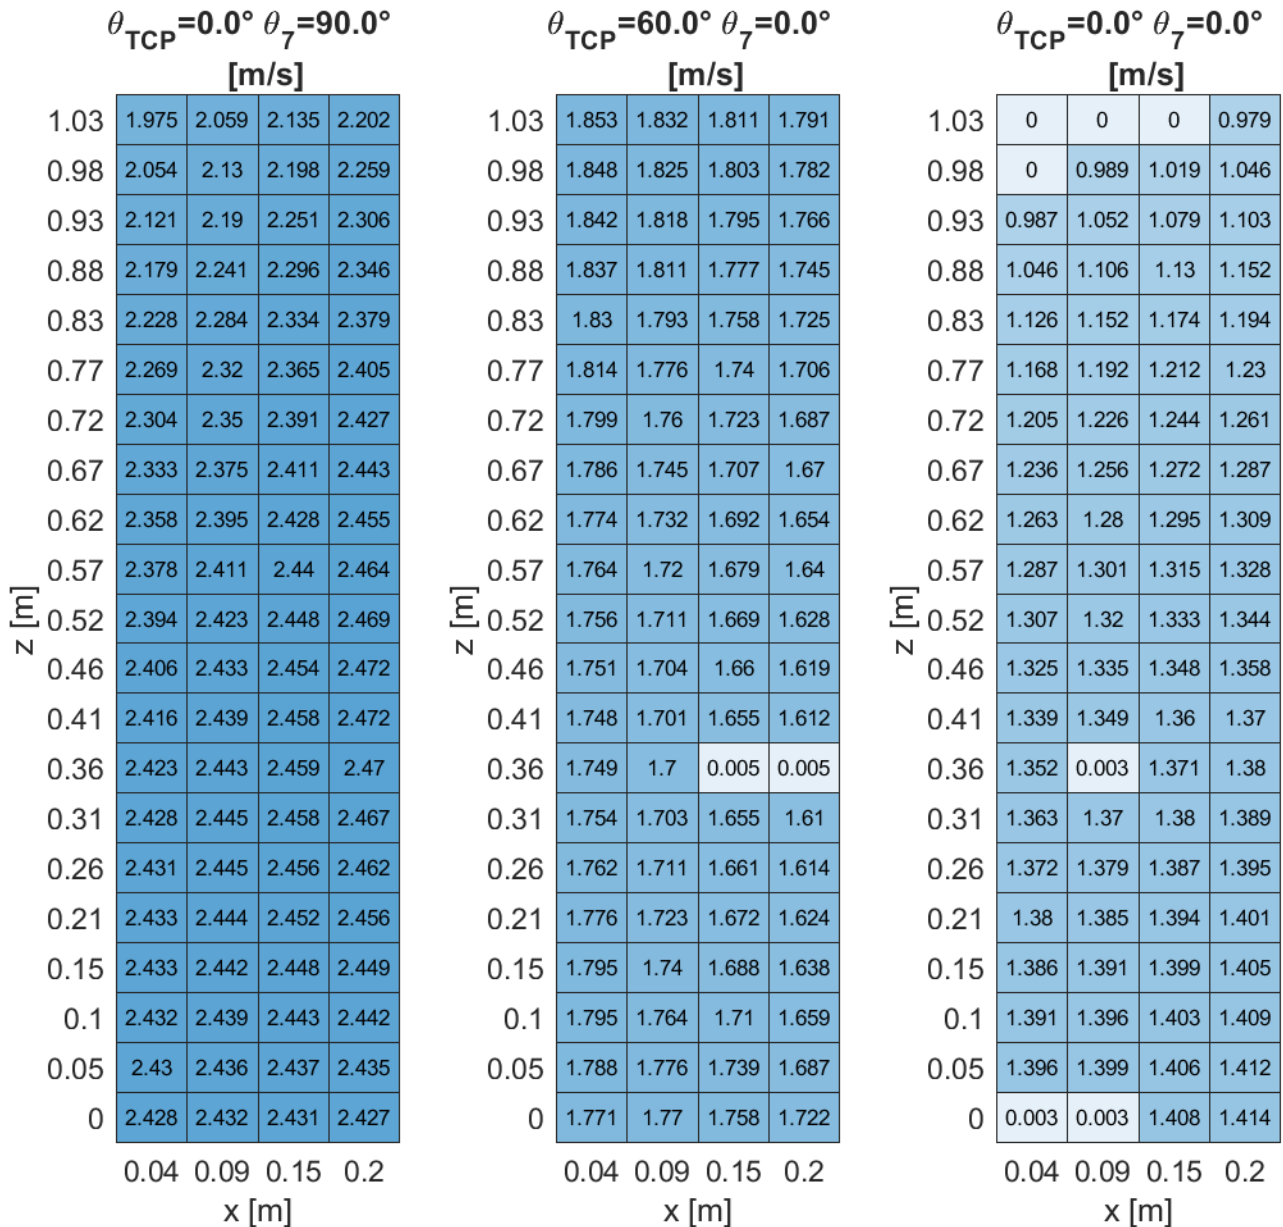 θTCP=0.0° θ7=90.0°
[m/s]
1.03 1.975 2.059 2.135 2.202
0.98 2.054 2.13 2.198 2.259
0.93 2.121 2.19 2.251 2.306
0.88 2.179 2.241 2.296 2.346
0.83 2.228 2.284 2.334 2.379
0.77 2.269 2.32 2.365 2.405
0.72 2.304 2.35 2.391 2.427
0.67 2.333 2.375 2.411 2.443
0.62 2.358 2.395 2.428 2.455
0.57 2.378 2.411 2.44 2.464
0.52 2.394 2.423 2.448 2.469
0.46 2.406 2.433 2.454 2.472
0.41 2.416 2.439 2.458 2.472
0.36 2.423 2.443 2.459 2.47
0.31 2.428 2.445 2.458 2.467
0.26 2.431 2.445 2.456 2.462
0.21 2.433 2.444 2.452 2.456
0.15 2.433 2.442 2.448 2.449
0.1 2.432 2.439 2.443 2.442
0.05 2.43 2.436 2.437 2.435
0 2.428 2.432 2.431 2.427
0.04 0.09 0.15 0.2
x [m]
z [m]
θTCP=60.0° θ7=0.0°
[m/s]
1.03 1.853 1.832 1.811 1.791
0.98 1.848 1.825 1.803 1.782
0.93 1.842 1.818 1.795 1.766
0.88 1.837 1.811 1.777 1.745
0.83 1.83 1.793 1.758 1.725
0.77 1.814 1.776 1.74 1.706
0.72 1.799 1.76 1.723 1.687
0.67 1.786 1.745 1.707 1.67
0.62 1.774 1.732 1.692 1.654
0.57 1.764 1.72 1.679 1.64
0.52 1.756 1.711 1.669 1.628
0.46 1.751 1.704 1.66 1.619
0.41 1.748 1.701 1.655 1.612
0.36 1.749 1.7 0.005 0.005
0.31 1.754 1.703 1.655 1.61
0.26 1.762 1.711 1.661 1.614
0.21 1.776 1.723 1.672 1.624
0.15 1.795 1.74 1.688 1.638
0.1 1.795 1.764 1.71 1.659
0.05 1.788 1.776 1.739 1.687
0 1.771 1.77 1.758 1.722
0.04 0.09 0.15 0.2
x [m]
z [m]
θTCP=0.0° θ7=0.0°
[m/s]
1.03 0 0 0 0.979
0.98 0 0.989 1.019 1.046
0.93 0.987 1.052 1.079 1.103
0.88 1.046 1.106 1.13 1.152
0.83 1.126 1.152 1.174 1.194
0.77 1.168 1.192 1.212 1.23
0.72 1.205 1.226 1.244 1.261
0.67 1.236 1.256 1.272 1.287
0.62 1.263 1.28 1.295 1.309
0.57 1.287 1.301 1.315 1.328
0.52 1.307 1.32 1.333 1.344
0.46 1.325 1.335 1.348 1.358
0.41 1.339 1.349 1.36 1.37
0.36 1.352 0.003 1.371 1.38
0.31 1.363 1.37 1.38 1.389
0.26 1.372 1.379 1.387 1.395
0.21 1.38 1.385 1.394 1.401
0.15 1.386 1.391 1.399 1.405
0.1 1.391 1.396 1.403 1.409
0.05 1.396 1.399 1.406 1.412
0 0.003 0.003 1.408 1.414
0.04 0.09 0.15 0.2
x [m]
z [m]